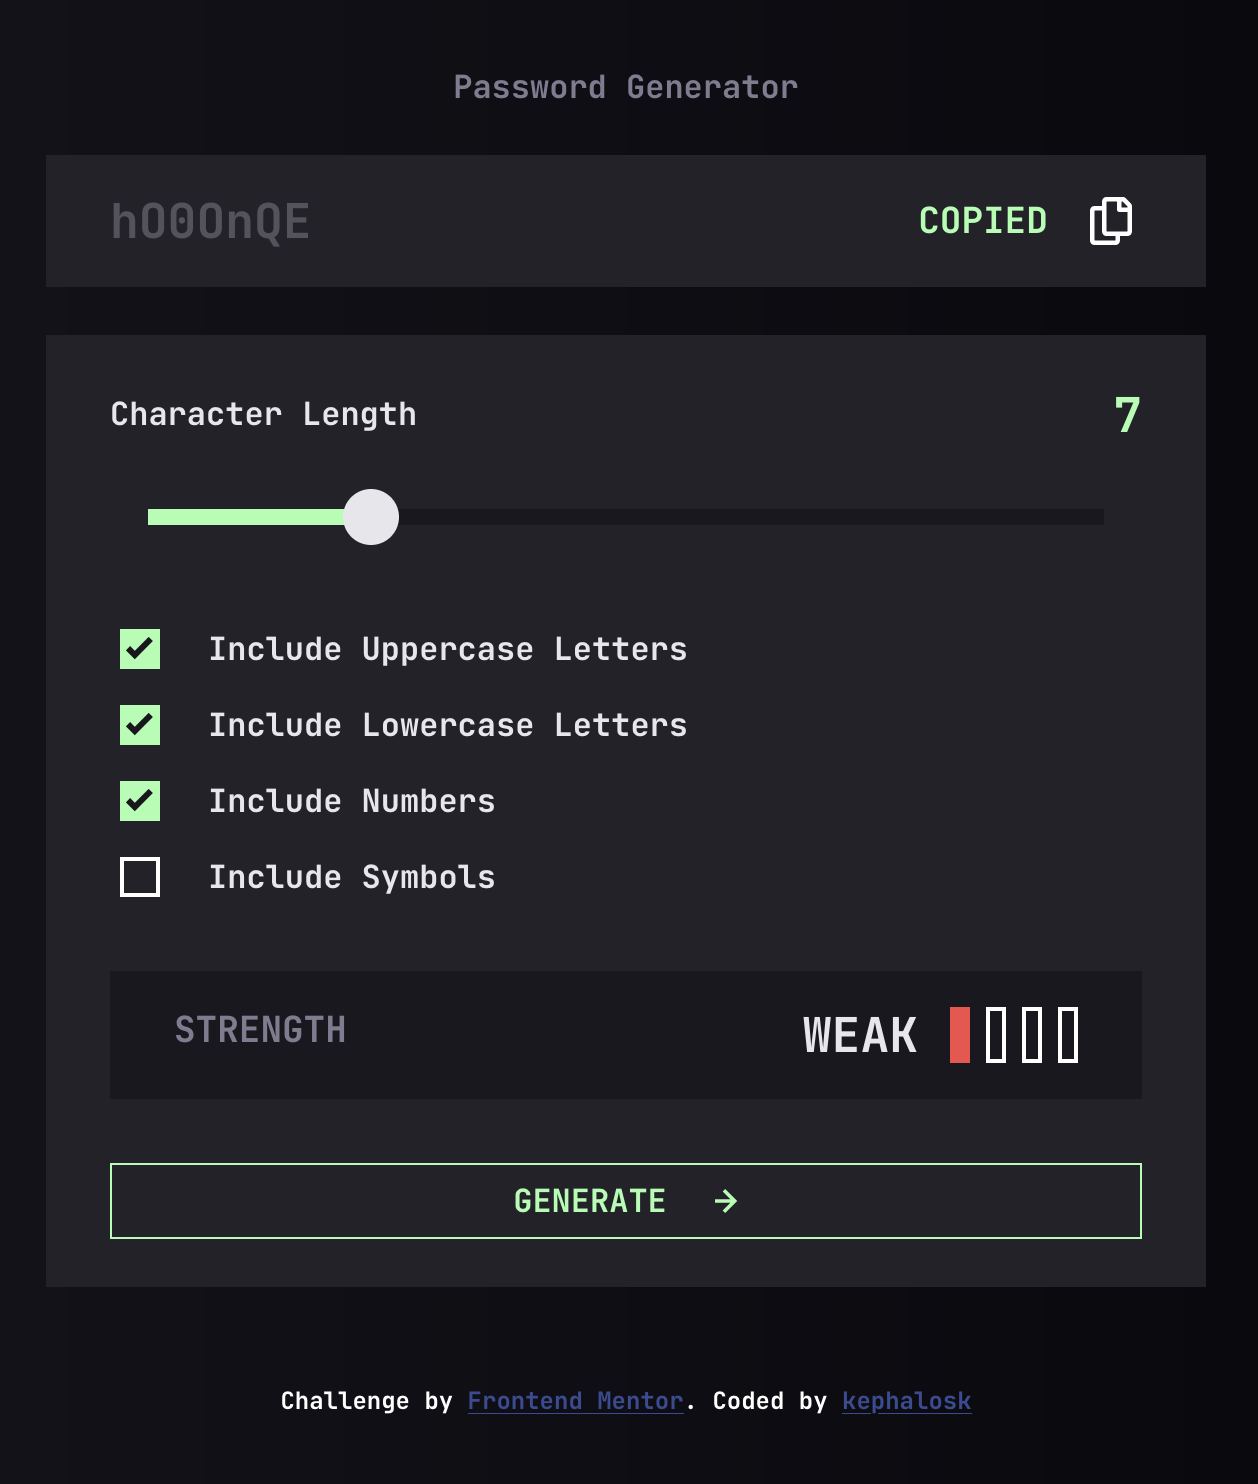 Password Generator
hO0OnQE
COPIED
Character Length
7
Include Uppercase Letters
Include Lowercase Letters
Include Numbers
Include Symbols
STRENGTH
WEAK
GENERATE →
Challenge by Frontend Mentor. Coded by kephalosk